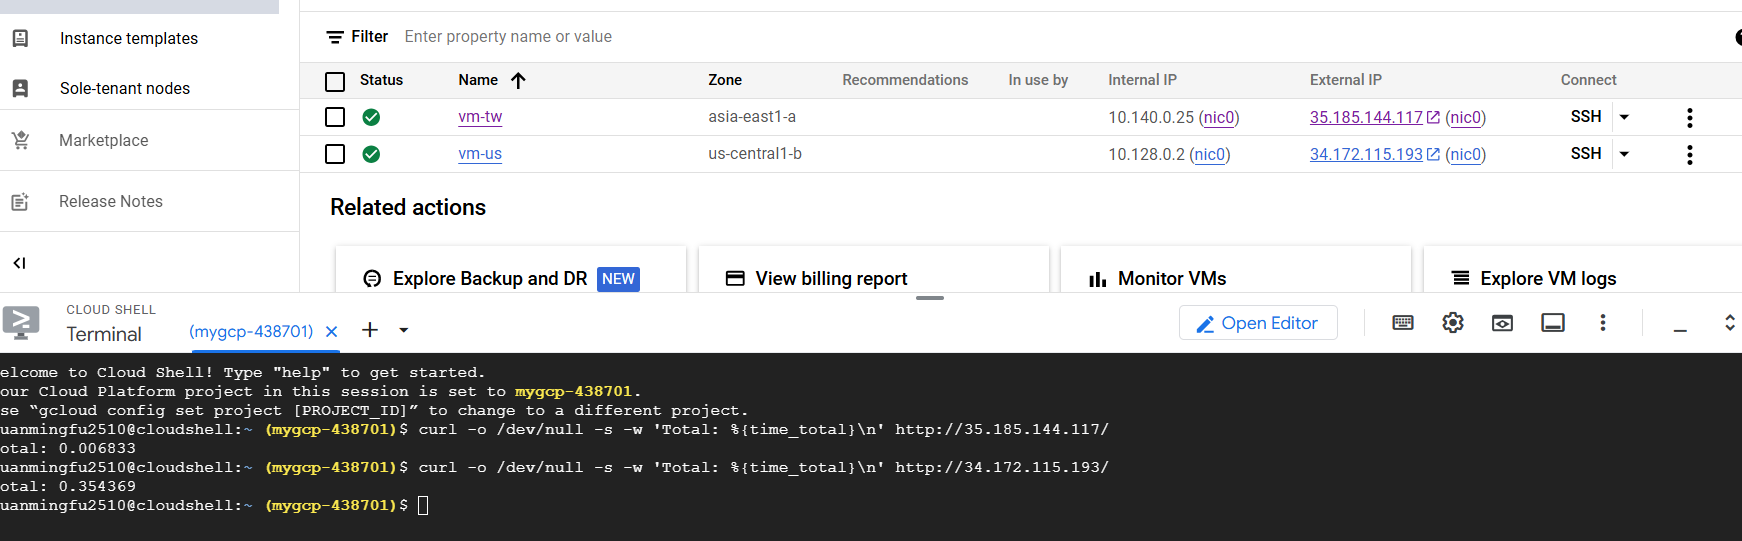 Instance templates
Sole-tenant nodes
Marketplace
Release Notes
Filter Enter property name or value
Status Name Zone Recommendations In use by Internal IP External IP Connect
vm-tw asia-east1-a 10.140.0.25 (nic0) 35.185.144.117 (nic0) SSH
vm-us us-central1-b 10.128.0.2 (nic0) 34.172.115.193 (nic0) SSH
Related actions
Explore Backup and DR NEW View billing report Monitor VMs Explore VM logs
CLOUD SHELL
Terminal (mygcp-438701) Open Editor
elcome to Cloud Shell! Type "help" to get started.
our Cloud Platform project in this session is set to mygcp-438701.
se “gcloud config set project [PROJECT_ID]” to change to a different project.
uanmingfu2510@cloudshell:~ (mygcp-438701)$ curl -o /dev/null -s -w 'Total: %{time_total}\n' http://35.185.144.117/
otal: 0.006833
uanmingfu2510@cloudshell:~ (mygcp-438701)$ curl -o /dev/null -s -w 'Total: %{time_total}\n' http://34.172.115.193/
otal: 0.354369
uanmingfu2510@cloudshell:~ (mygcp-438701)$